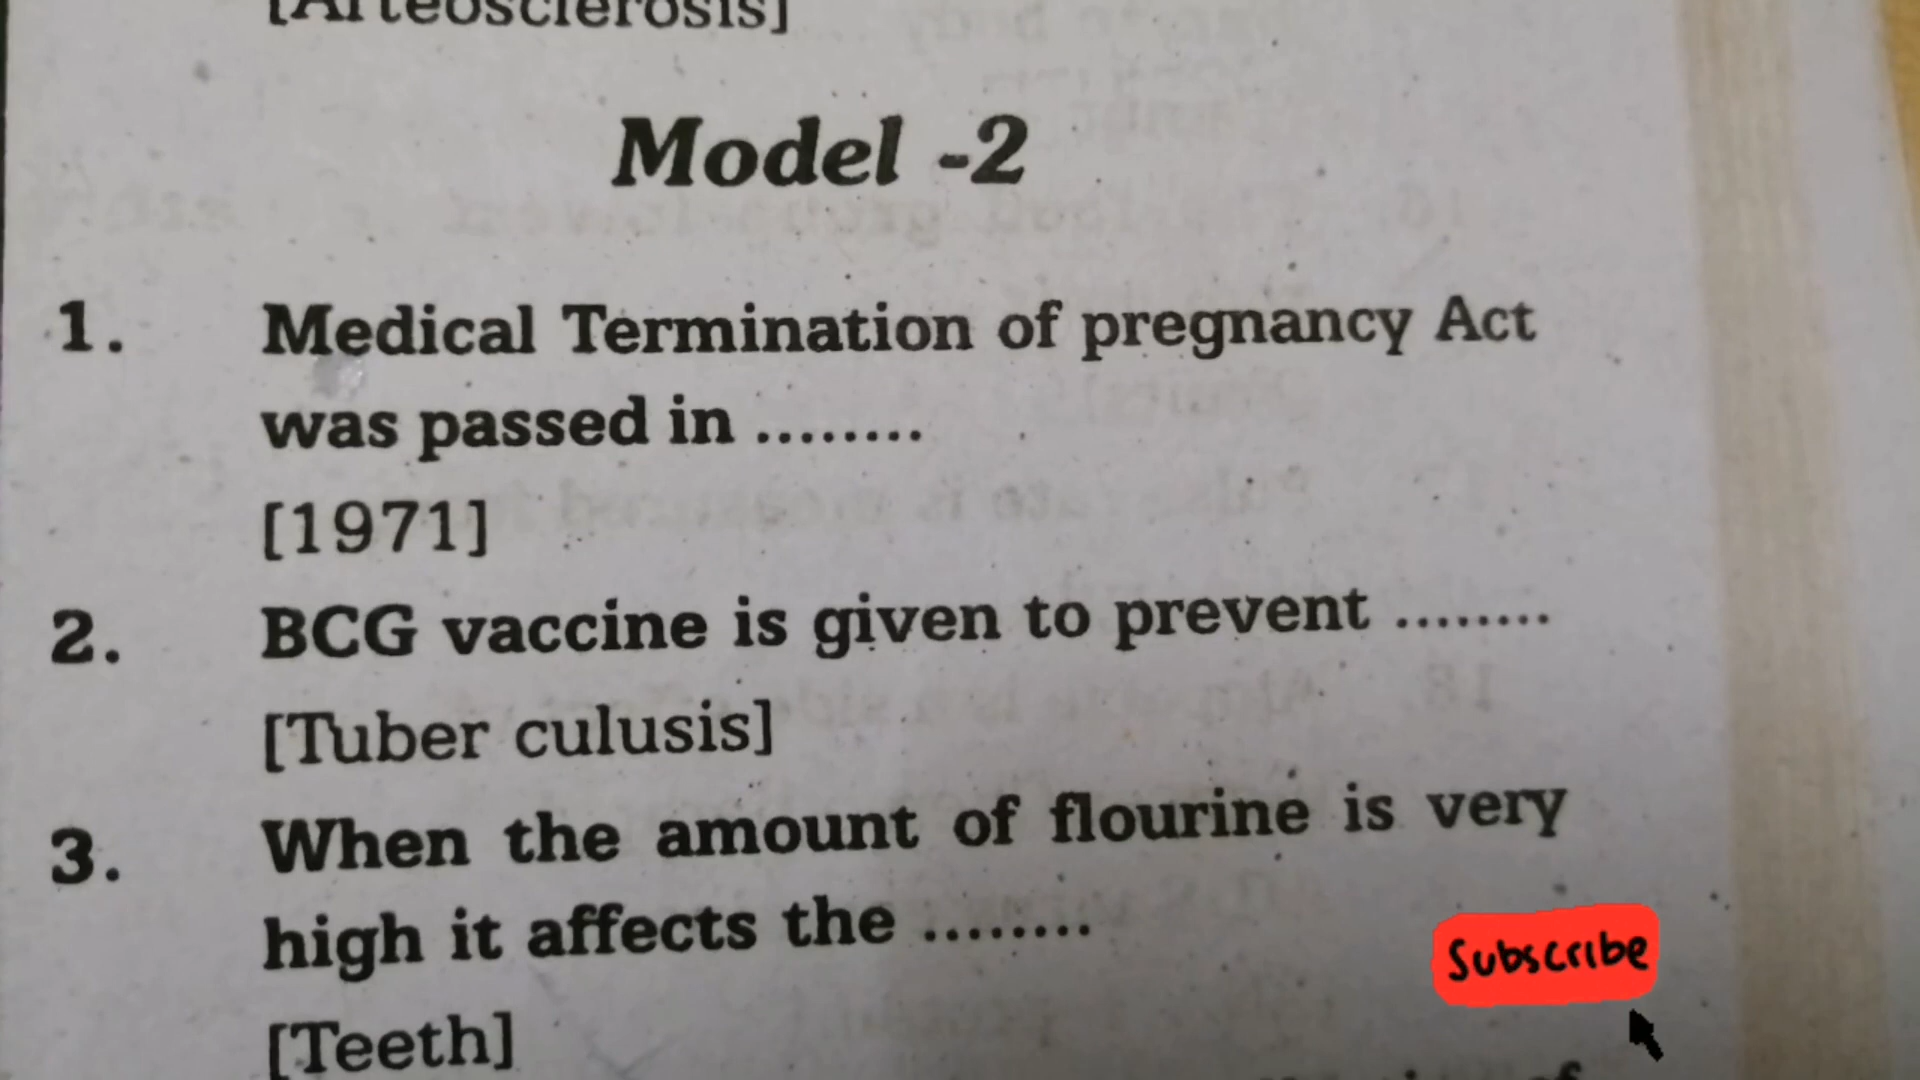 [Arteosclerosis]
Model -2
1. Medical Termination of pregnancy Act
was passed in ........
[1971]
2. BCG vaccine is given to prevent ........
[Tuber culusis]
3. When the amount of flourine is very
high it affects the ........
[Teeth]
Subscribe